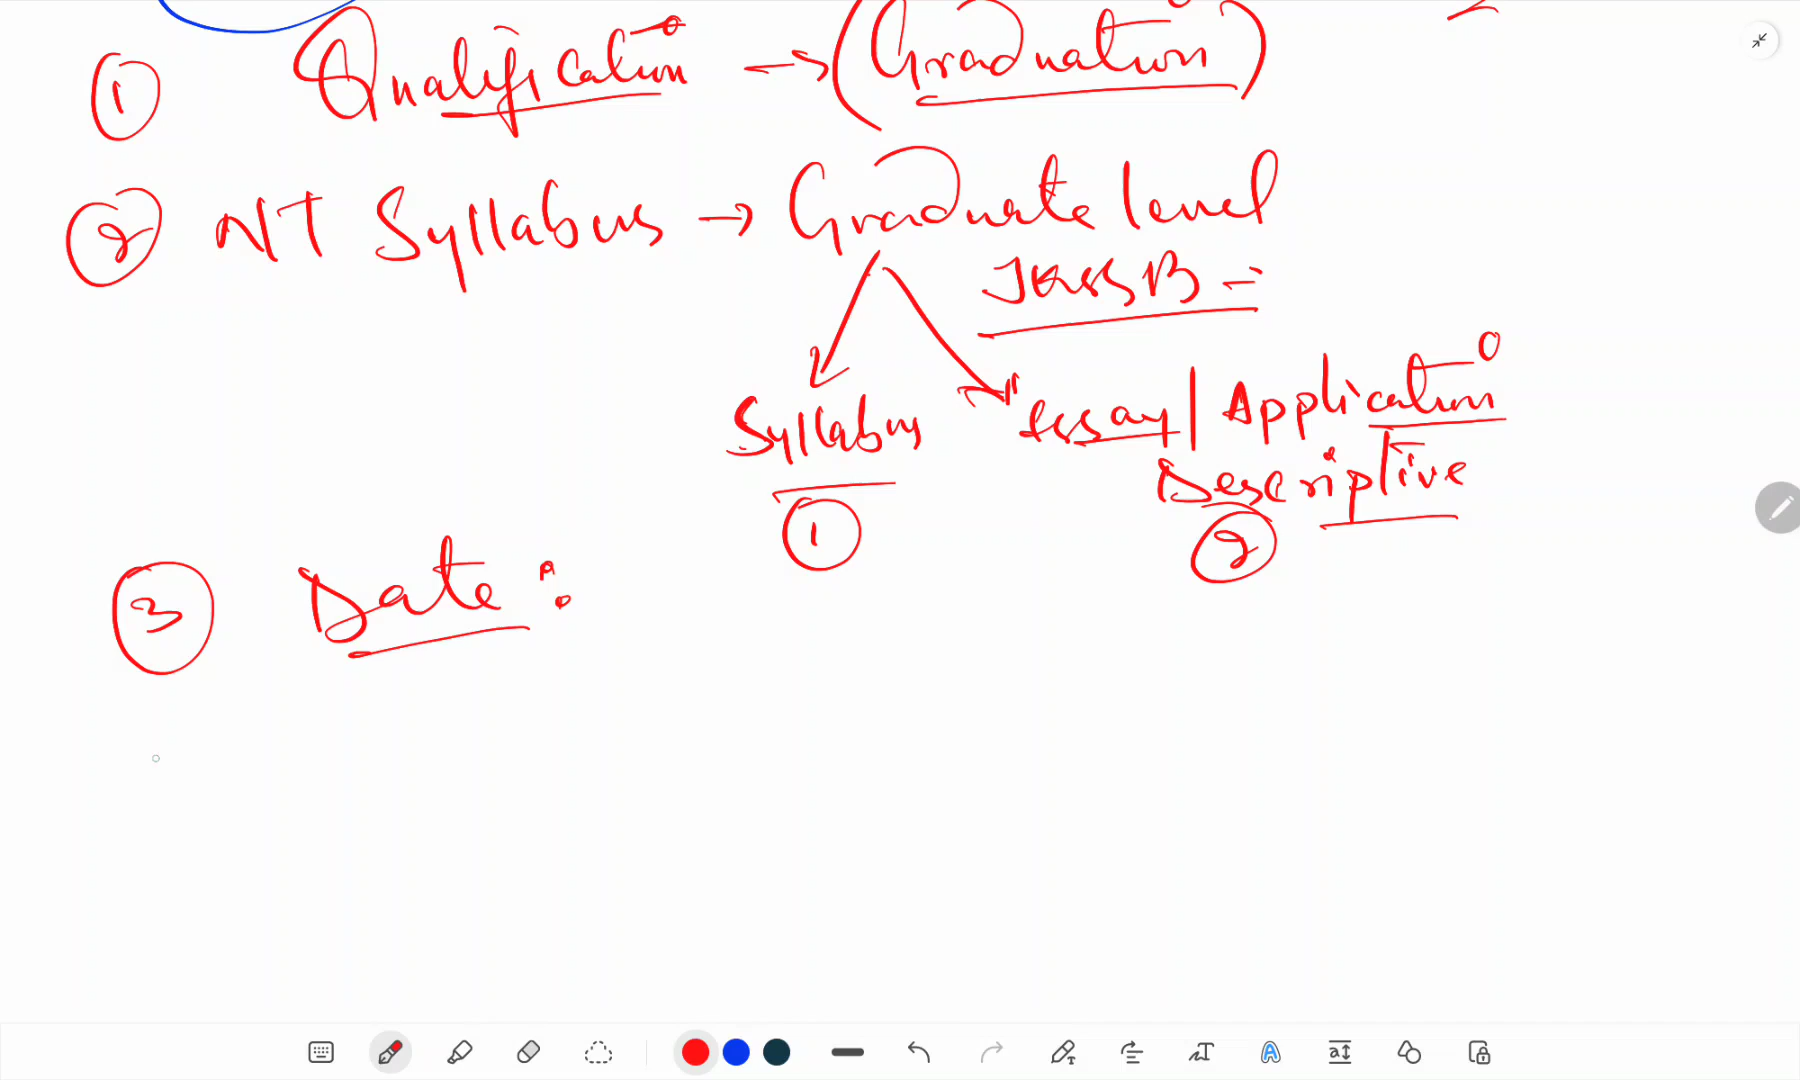 ① Qualification → (Graduation)
② NT Syllabus → Graduate level
JKSSB =
Syllabus "Essay | Application
Descriptive
① ②
③ Date :